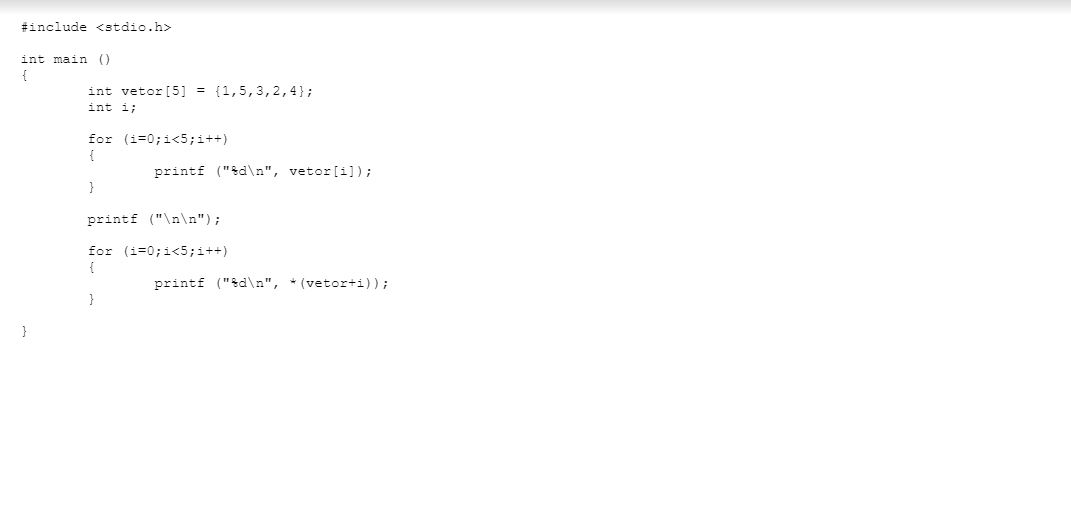 #include <stdio.h>
int main ()
{
int vetor[5] = {1,5,3,2,4};
int i;
for (i=0;i<5;i++)
{
printf ("%d\n", vetor[i]);
}
printf ("\n\n");
for (i=0;i<5;i++)
{
printf ("%d\n", *(vetor+i));
}
}